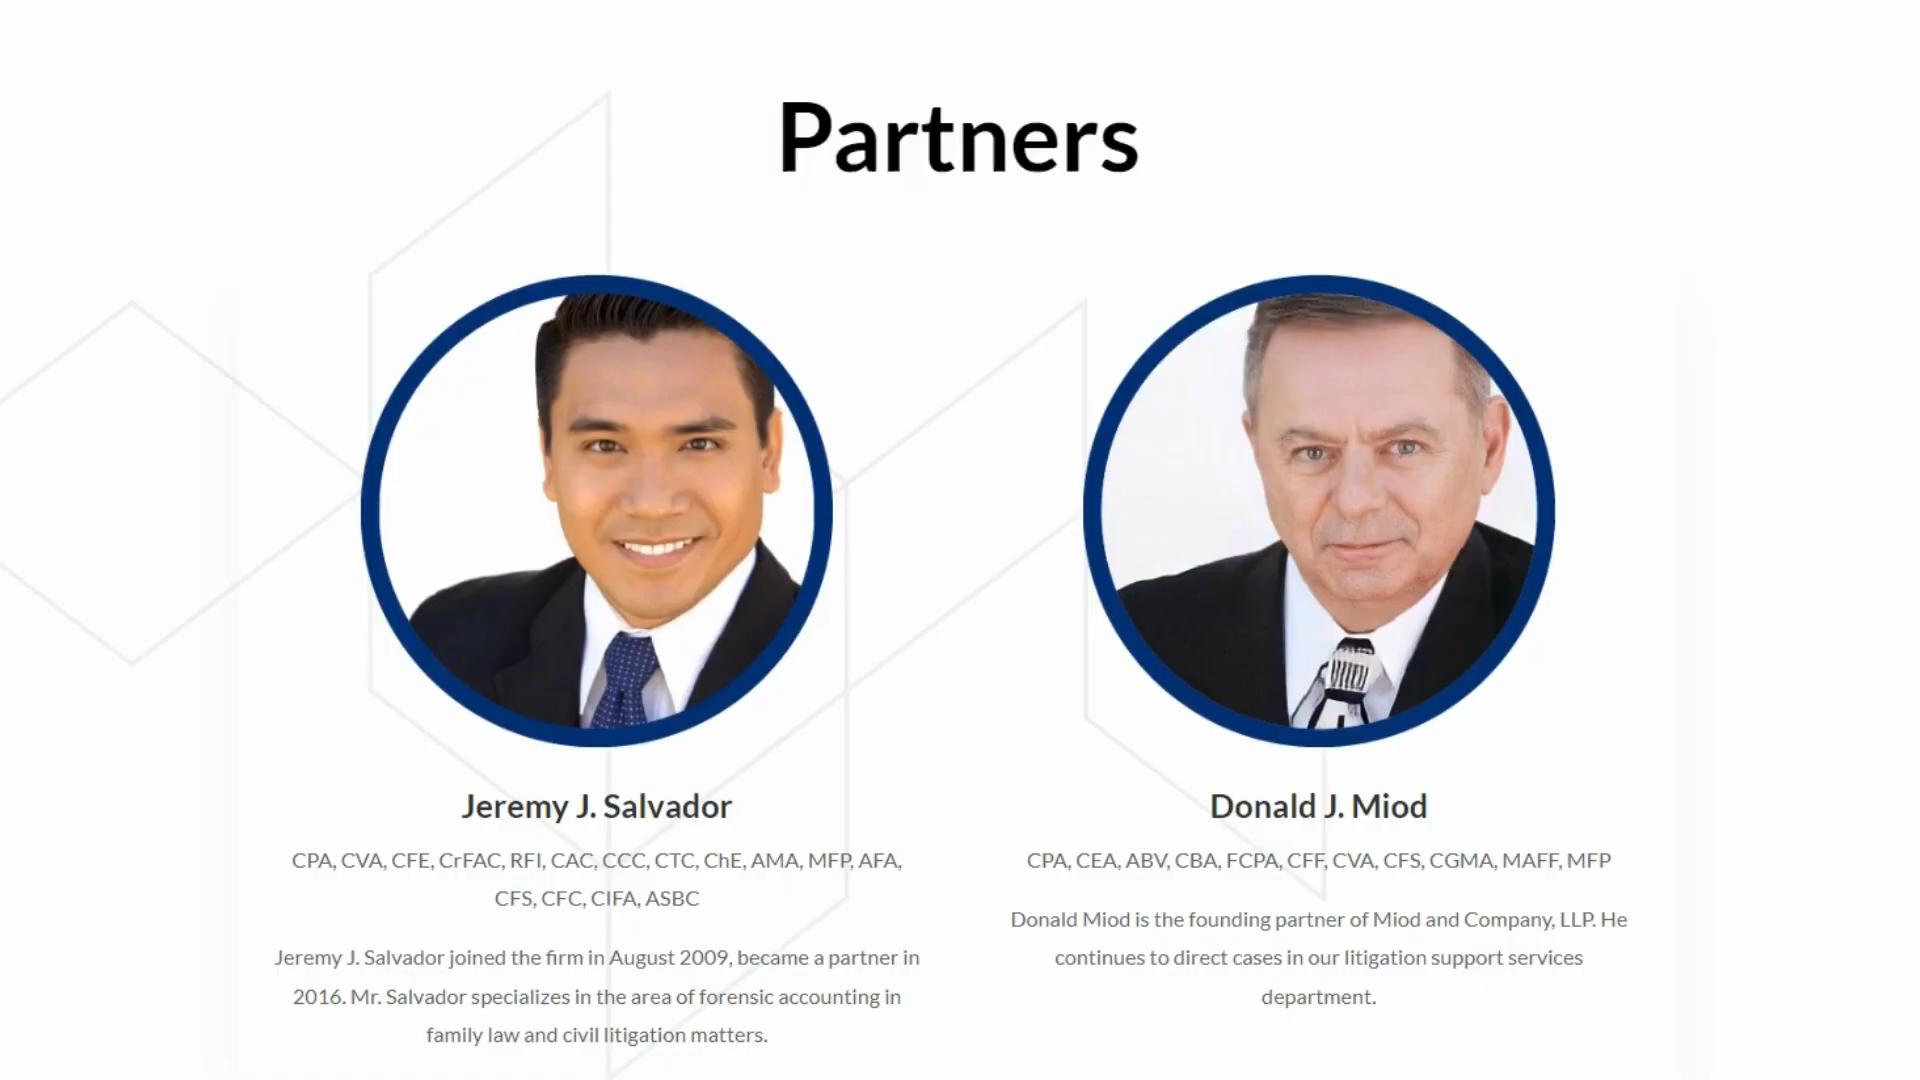 Partners
Jeremy J. Salvador
CPA, CVA, CFE, CrFAC, RFI, CAC, CCC, CTC, ChE, AMA, MFP, AFA,
CFS, CFC, CIFA, ASBC
Jeremy J. Salvador joined the firm in August 2009, became a partner in
2016. Mr. Salvador specializes in the area of forensic accounting in
family law and civil litigation matters.
Donald J. Miod
CPA, CEA, ABV, CBA, FCPA, CFF, CVA, CFS, CGMA, MAFF, MFP
Donald Miod is the founding partner of Miod and Company, LLP. He
continues to direct cases in our litigation support services
department.